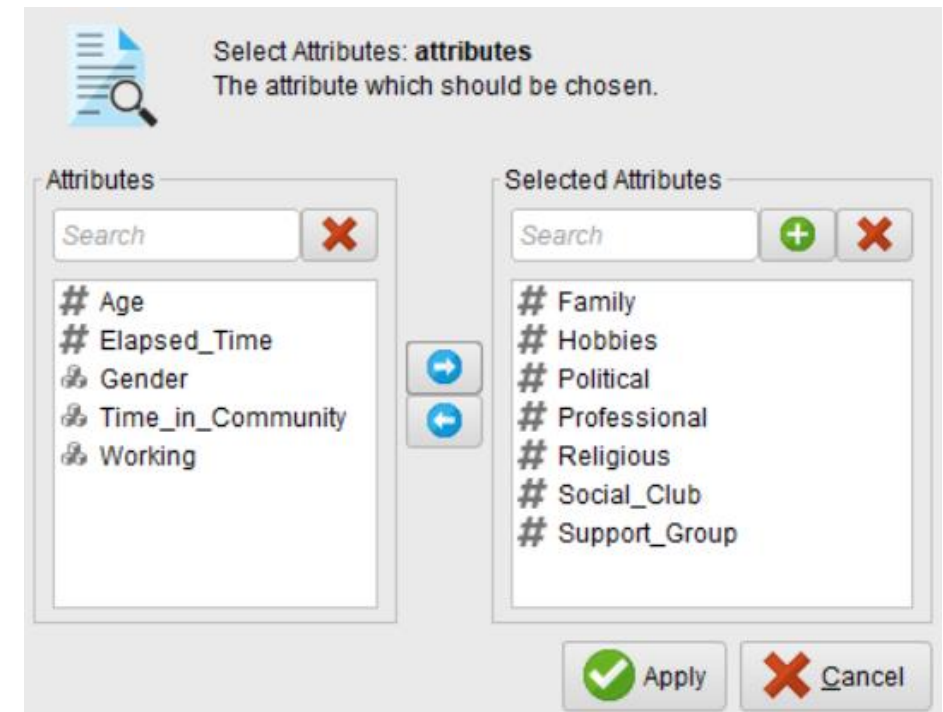 Select Attributes: attributes
The attribute which should be chosen.
Attributes
Search
# Age
# Elapsed_Time
Gender
Time_in_Community
Working
Selected Attributes
Search
# Family
# Hobbies
# Political
# Professional
# Religious
# Social_Club
# Support_Group
Apply
Cancel